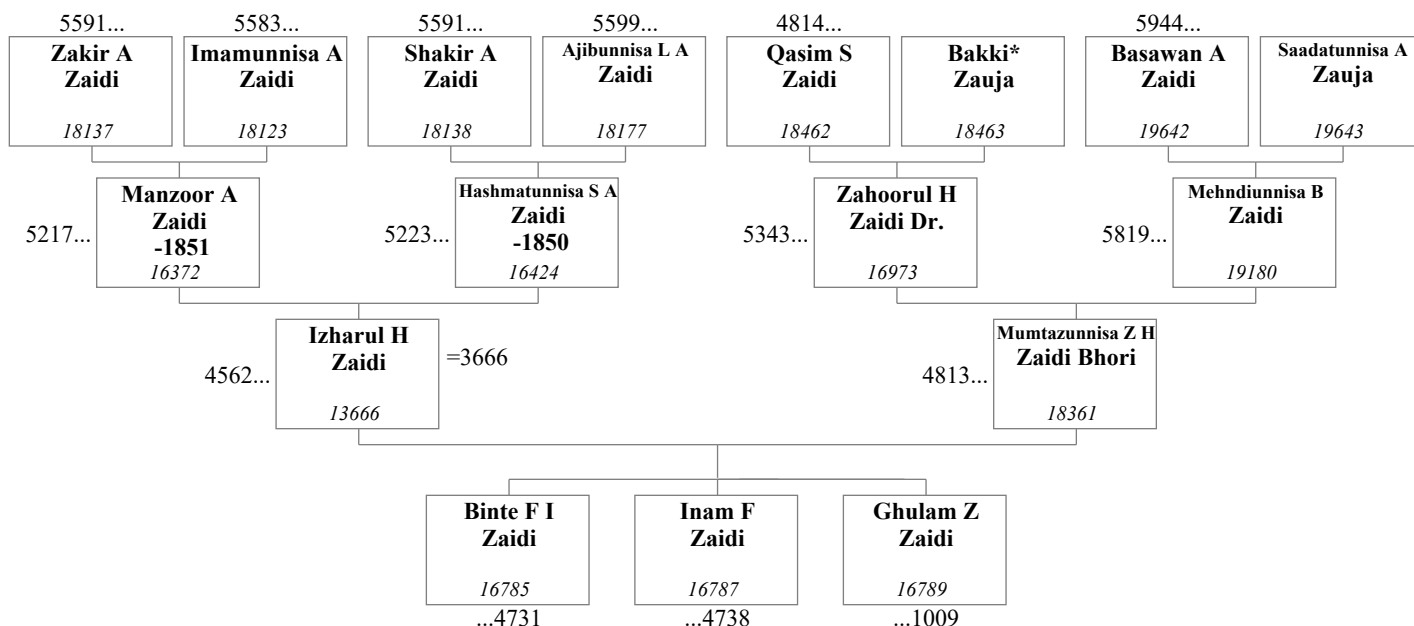 5591...
5583...
5591...
5599...
4814...
5944...
Zakir A
Zaidi
18137
Imamunnisa A
Zaidi
18123
Shakir A
Zaidi
18138
Ajibunnisa L A
Zaidi
18177
Qasim S
Zaidi
18462
Bakki*
Zauja
18463
Basawan A
Zaidi
19642
Saadatunnisa A
Zauja
19643
5217...
Manzoor A
Zaidi
-1851
16372
5223...
Hashmatunnisa S A
Zaidi
-1850
16424
5343...
Zahoorul H
Zaidi Dr.
16973
5819...
Mehndiunnisa B
Zaidi
19180
4562...
Izharul H
Zaidi
13666
=3666
4813...
Mumtazunnisa Z H
Zaidi Bhori
18361
Binte F I
Zaidi
16785
...4731
Inam F
Zaidi
16787
...4738
Ghulam Z
Zaidi
16789
...1009